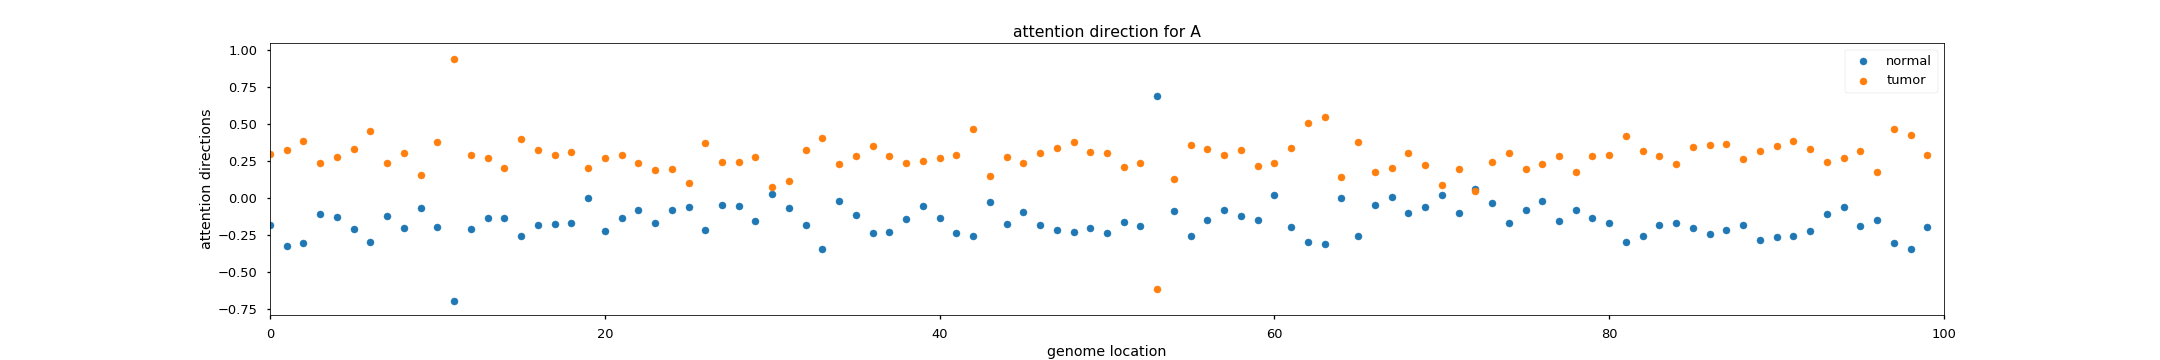 attention direction for A
1.00
0.75
0.50
0.25
0.00
−0.25
−0.50
−0.75
attention directions
normal
tumor
0 20 40 60 80 100
genome location